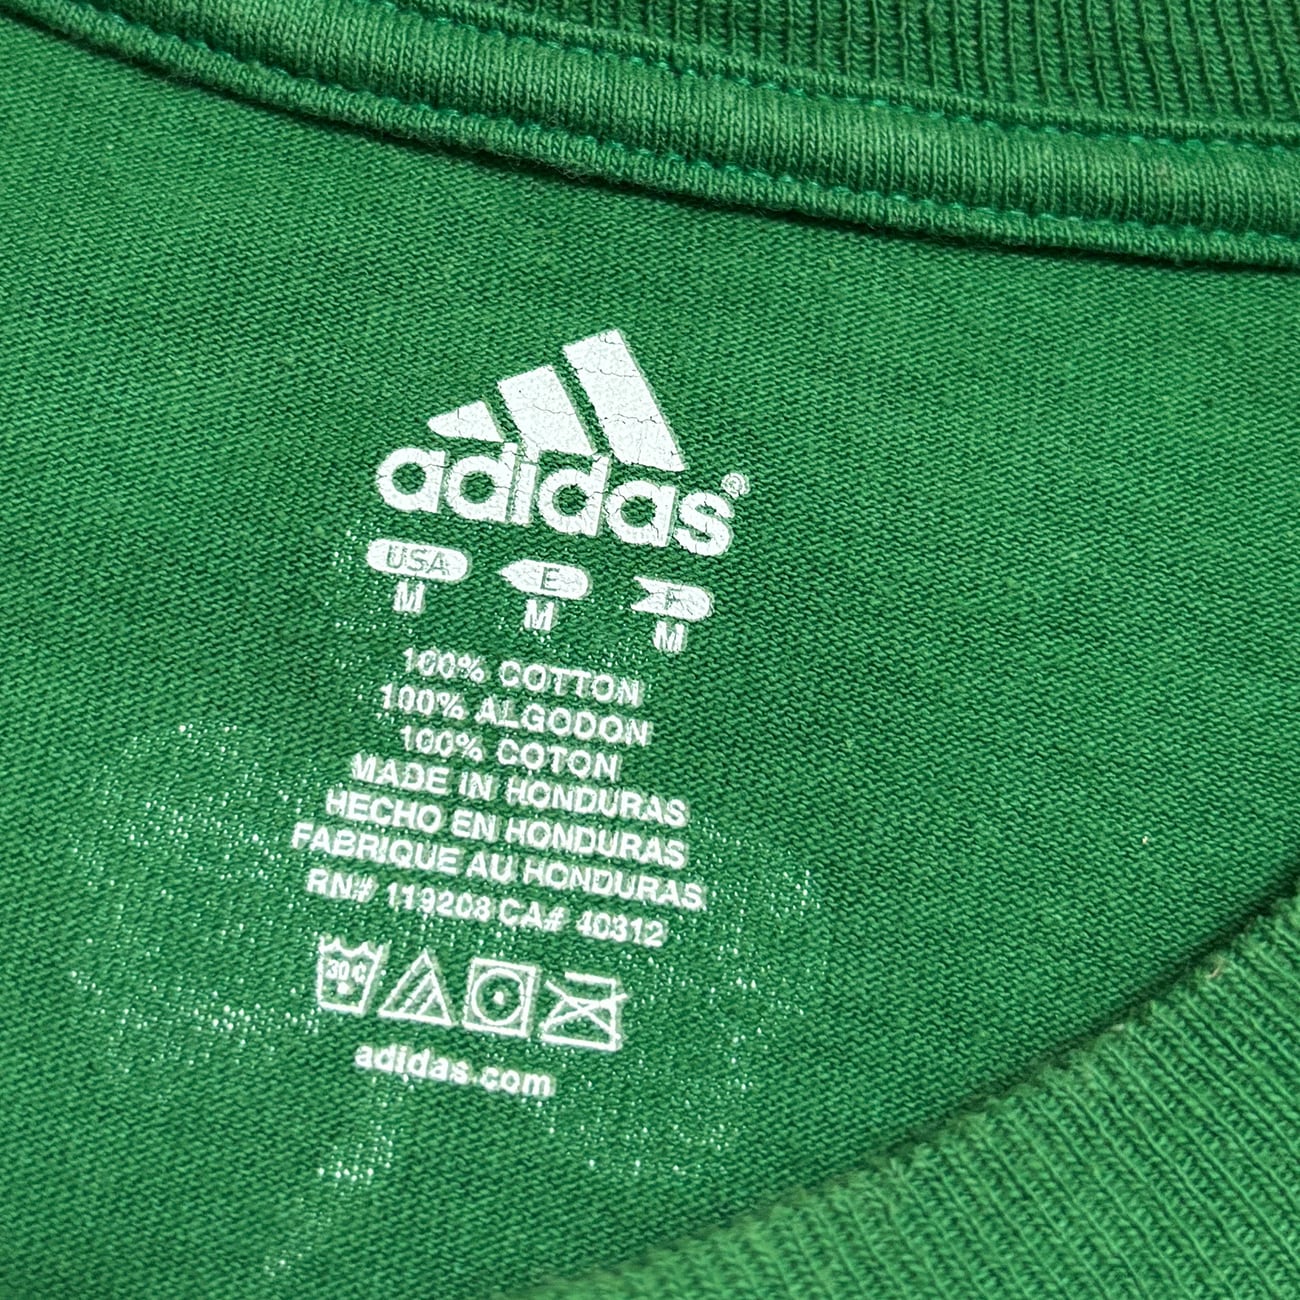 adidas®
USA E F
M M M
100% COTTON
100% ALGODON
100% COTON
MADE IN HONDURAS
HECHO EN HONDURAS
FABRIQUE AU HONDURAS
RN# 119208 CA# 40312
30C
adidas.com